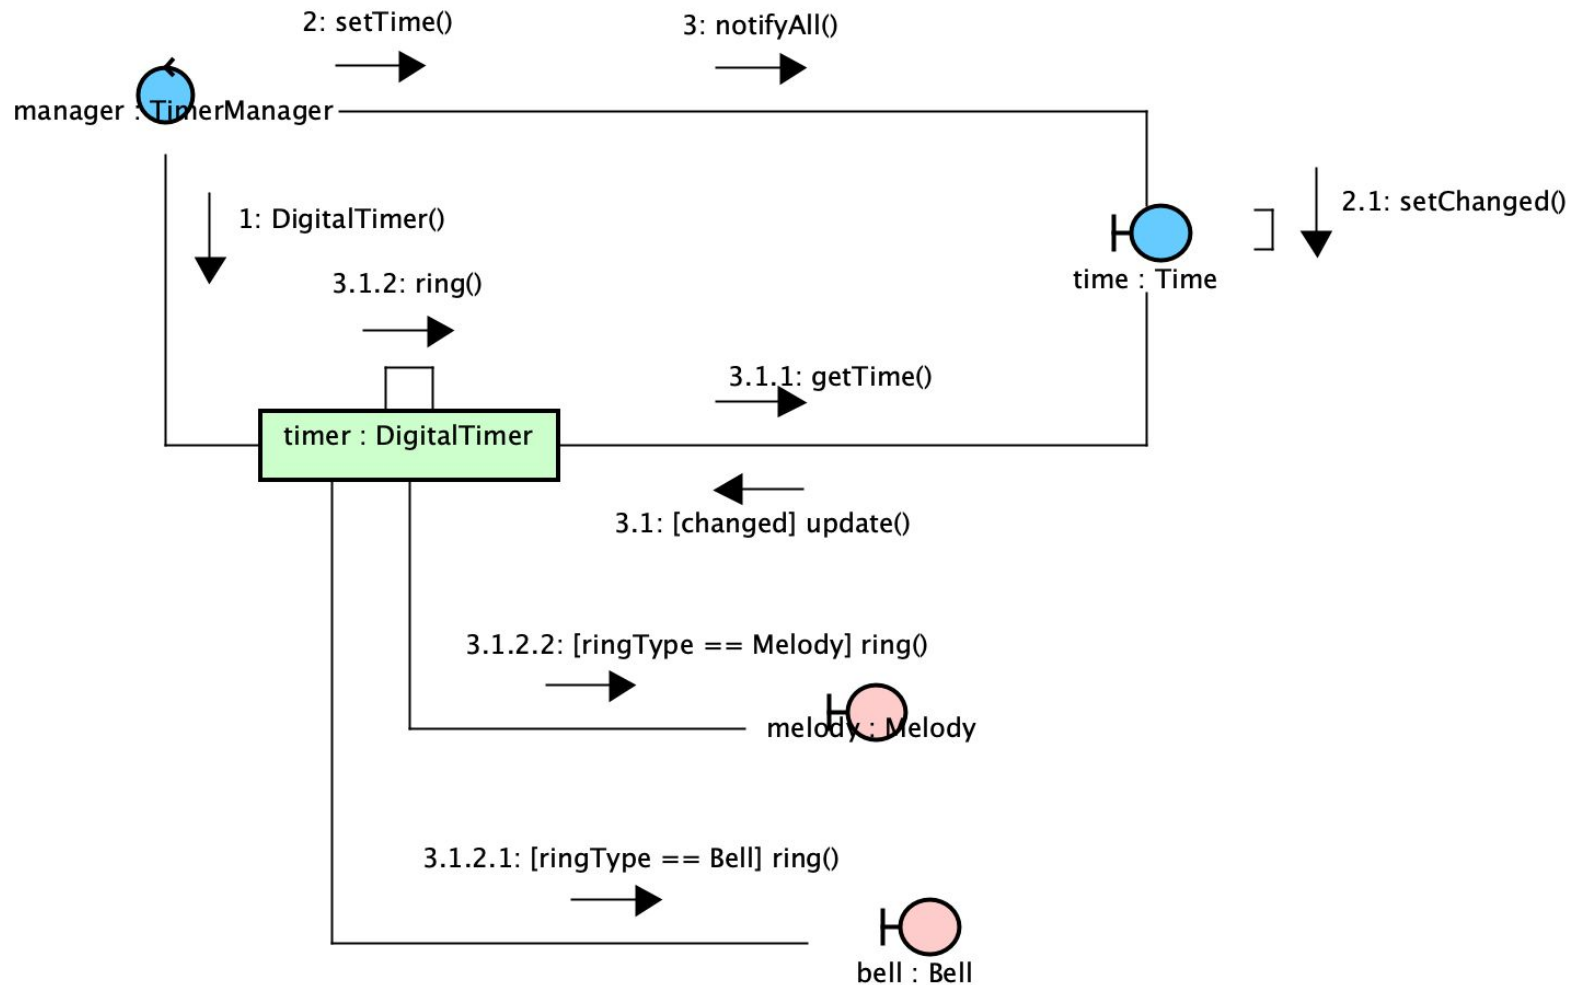 2: setTime()
3: notifyAll()
manager : TimerManager
2.1: setChanged()
1: DigitalTimer()
time : Time
3.1.2: ring()
3.1.1: getTime()
timer : DigitalTimer
3.1: [changed] update()
3.1.2.2: [ringType == Melody] ring()
melody : Melody
3.1.2.1: [ringType == Bell] ring()
bell : Bell